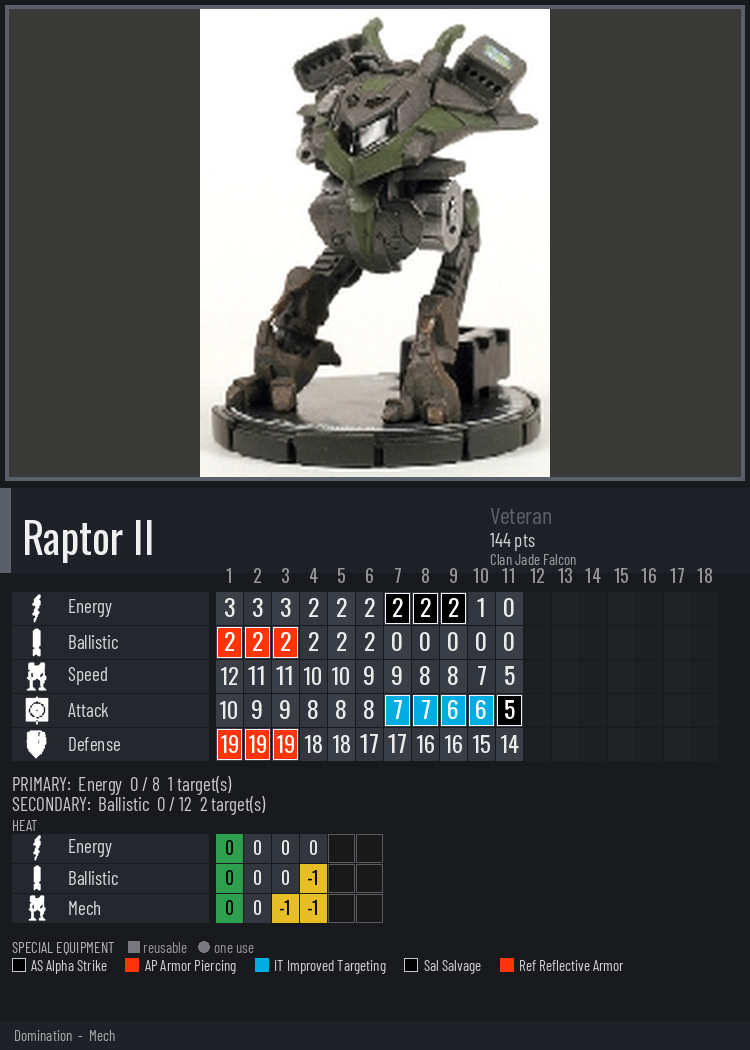 Raptor II
Veteran
144 pts
Clan Jade Falcon
1 2 3 4 5 6 7 8 9 10 11 12 13 14 15 16 17 18
Energy 3 3 3 2 2 2 2 2 2 1 0
Ballistic 2 2 2 2 2 2 0 0 0 0 0
Speed 12 11 11 10 10 9 9 8 8 7 5
Attack 10 9 9 8 8 8 7 7 6 6 5
Defense 19 19 19 18 18 17 17 16 16 15 14
PRIMARY: Energy 0 / 8 1 target(s)
SECONDARY: Ballistic 0 / 12 2 target(s)
HEAT
Energy 0 0 0 0
Ballistic 0 0 0 -1
Mech 0 0 -1 -1
SPECIAL EQUIPMENT reusable one use
AS Alpha Strike AP Armor Piercing IT Improved Targeting Sal Salvage Ref Reflective Armor
Domination - Mech